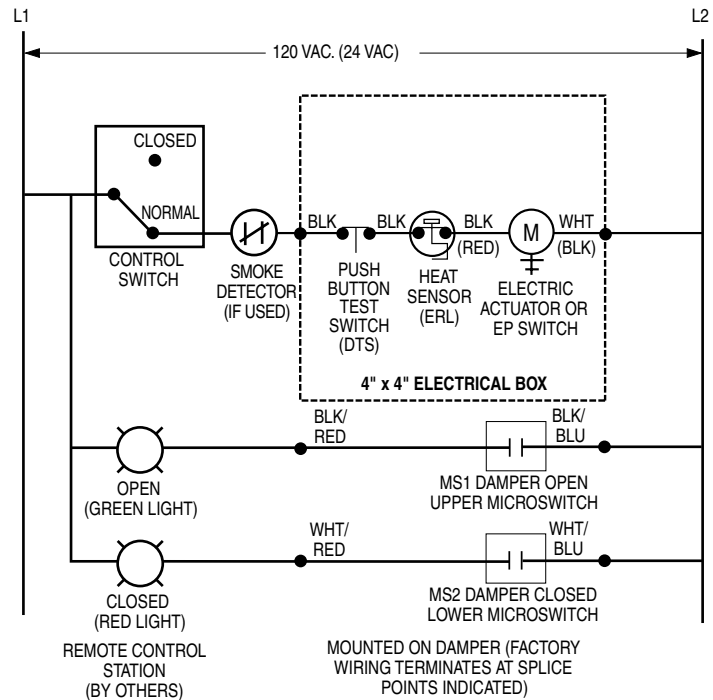 L1
L2
120 VAC. (24 VAC)
CLOSED
NORMAL
CONTROL
SWITCH
SMOKE
DETECTOR
(IF USED)
BLK
BLK
BLK
(RED)
WHT
(BLK)
M
PUSH
BUTTON
TEST
SWITCH
(DTS)
HEAT
SENSOR
(ERL)
ELECTRIC
ACTUATOR OR
EP SWITCH
4" x 4" ELECTRICAL BOX
BLK/
RED
BLK/
BLU
OPEN
(GREEN LIGHT)
MS1 DAMPER OPEN
UPPER MICROSWITCH
WHT/
RED
WHT/
BLU
CLOSED
(RED LIGHT)
MS2 DAMPER CLOSED
LOWER MICROSWITCH
REMOTE CONTROL
STATION
(BY OTHERS)
MOUNTED ON DAMPER (FACTORY
WIRING TERMINATES AT SPLICE
POINTS INDICATED)